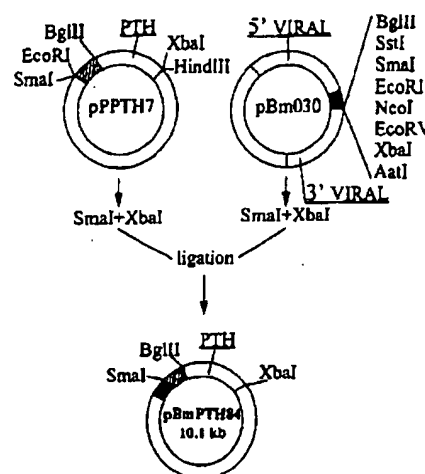 PTH
BglII
EcoRI
SmaI
XbaI
HindIII
pPPTH7
5' VIRAL
pBm030
BglII
SstI
SmaI
EcoRI
NcoI
EcoRV
XbaI
AatI
3' VIRAL
SmaI+XbaI
SmaI+XbaI
ligation
PTH
BglII
SmaI
XbaI
pBmPTH84
10.1 kb